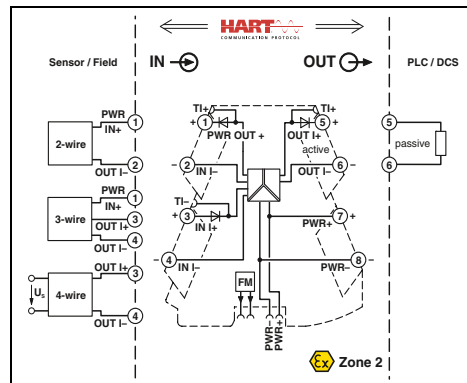 HART
COMMUNICATION PROTOCOL
Sensor / Field
IN
OUT
PLC / DCS
PWR
IN+
1
2-wire
OUT I–
2
PWR
IN+
1
3-wire
OUT I+
3
OUT I–
4
OUT I+
3
Us
4-wire
OUT I–
4
TI+
+
1
PWR OUT +
–
2
IN I–
TI–
+
3
IN I+
–
4
IN I–
TI+
5
+
OUT I+
active
6
–
OUT I–
7
+
PWR+
8
–
PWR–
FM
PWR–
PWR+
5
passive
6
Ex
Zone 2